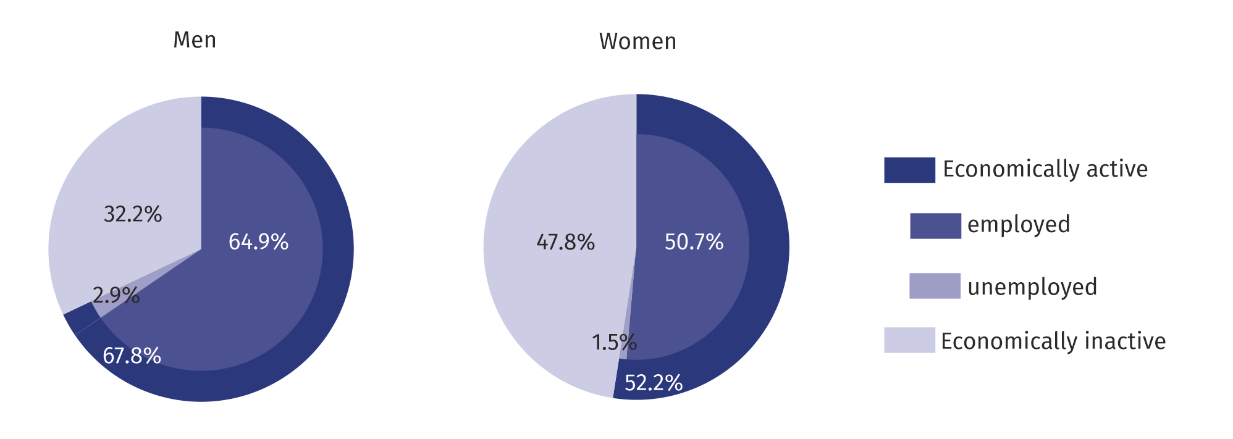 Men
Women
32.2%
64.9%
2.9%
67.8%
47.8%
50.7%
1.5%
52.2%
Economically active
employed
unemployed
Economically inactive